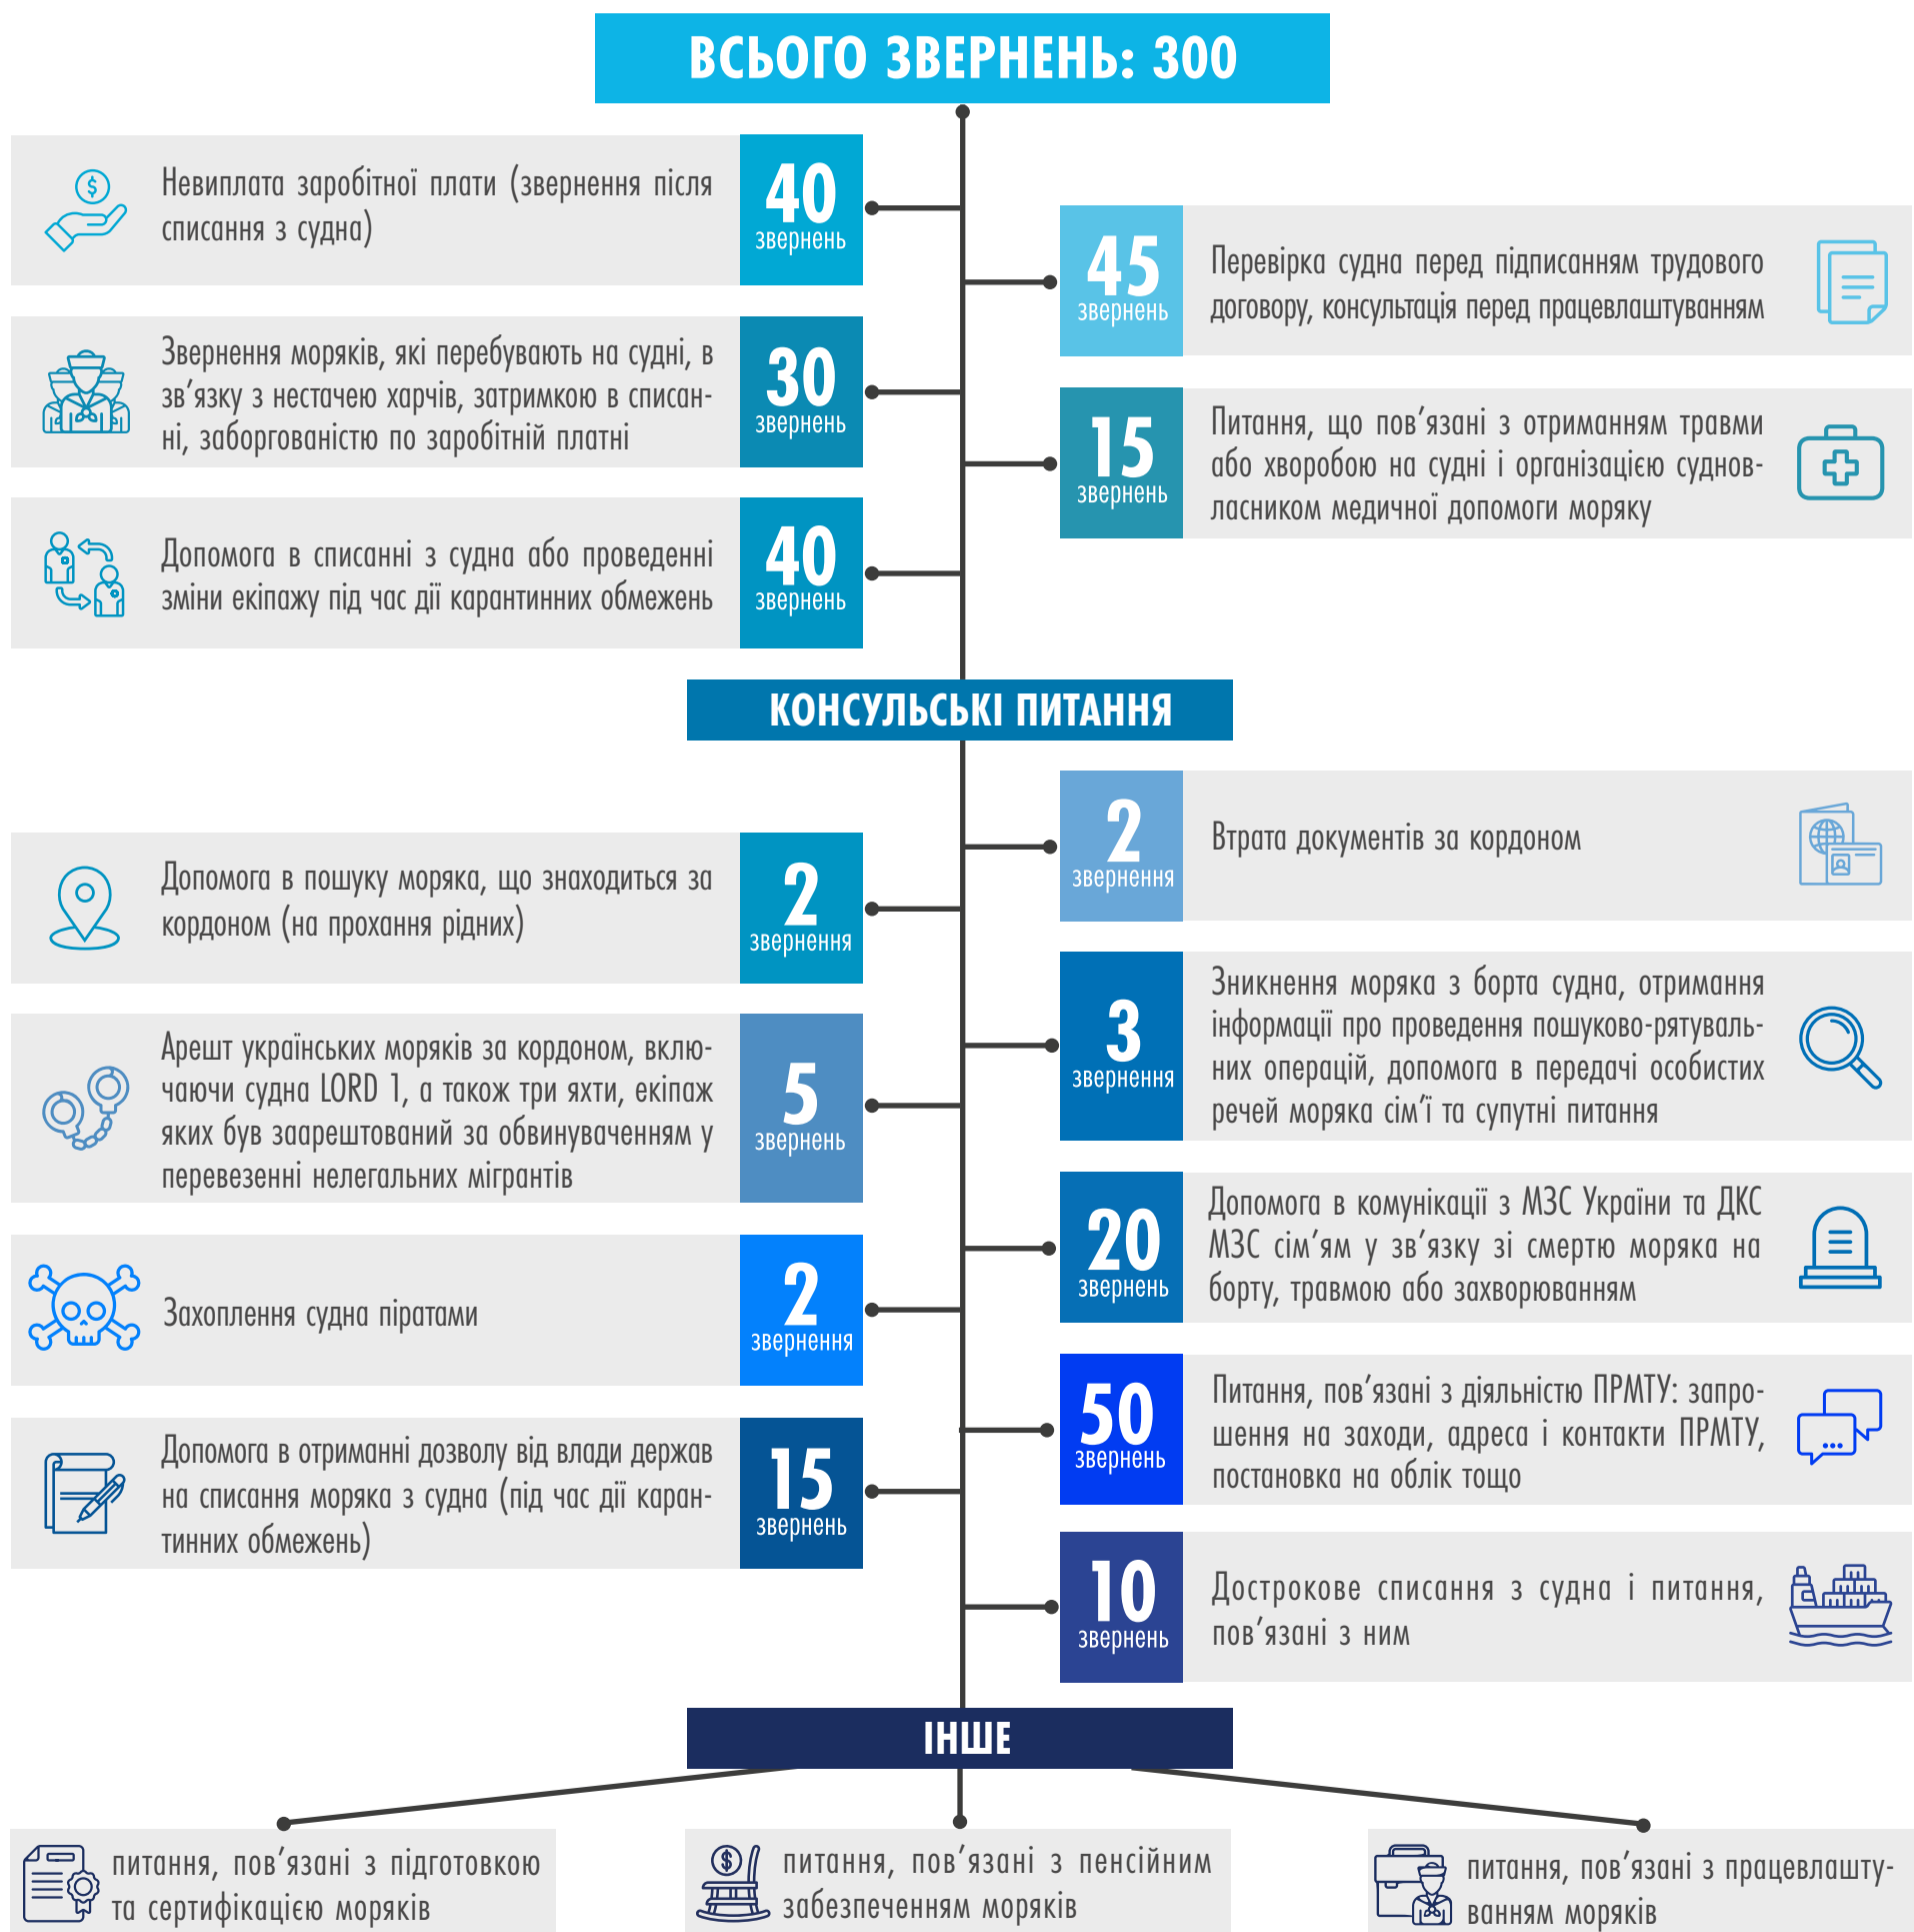 ВСЬОГО ЗВЕРНЕНЬ: 300
Невиплата заробітної плати (звернення після
списання з судна)
40
звернень
45
звернень
Перевірка судна перед підписанням трудового
договору, консультація перед працевлаштуванням
Звернення моряків, які перебувають на судні, в
зв’язку з нестачею харчів, затримкою в списан-
ні, заборгованістю по заробітній платні
30
звернень
15
звернень
Питання, що пов’язані з отриманням травми
або хворобою на судні і організацією суднов-
ласником медичної допомоги моряку
Допомога в списанні з судна або проведенні
зміни екіпажу під час дії карантинних обмежень
40
звернень
КОНСУЛЬСЬКІ ПИТАННЯ
2
звернення
Втрата документів за кордоном
Допомога в пошуку моряка, що знаходиться за
кордоном (на прохання рідних)
2
звернення
3
звернення
Зникнення моряка з борта судна, отримання
інформації про проведення пошуково-рятуваль-
них операцій, допомога в передачі особистих
речей моряка сім’ї та супутні питання
Арешт українських моряків за кордоном, вклю-
чаючи судна LORD 1, а також три яхти, екіпаж
яких був заарештований за обвинуваченням у
перевезенні нелегальних мігрантів
5
звернень
20
звернень
Допомога в комунікації з МЗС України та ДКС
МЗС сім’ям у зв’язку зі смертю моряка на
борту, травмою або захворюванням
Захоплення судна піратами
2
звернення
50
звернень
Питання, пов’язані з діяльністю ПРМТУ: запро-
шення на заходи, адреса і контакти ПРМТУ,
постановка на облік тощо
Допомога в отриманні дозволу від влади держав
на списання моряка з судна (під час дії каран-
тинних обмежень)
15
звернень
10
звернень
Дострокове списання з судна і питання,
пов’язані з ним
ІНШЕ
питання, пов’язані з підготовкою
та сертифікацією моряків
питання, пов’язані з пенсійним
забезпеченням моряків
питання, пов’язані з працевлашту-
ванням моряків